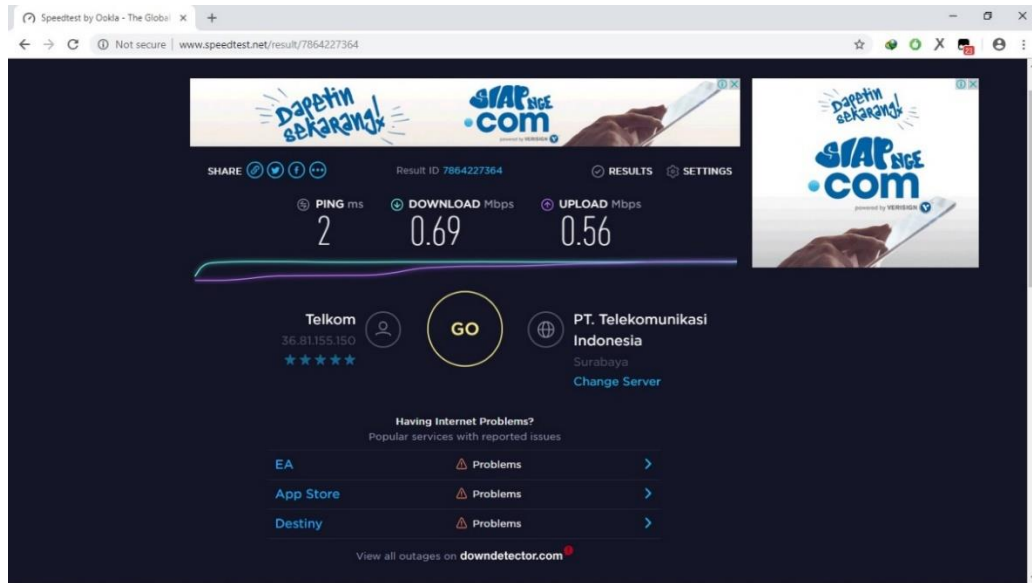 Speedtest by Ookla - The Global
Not secure | www.speedtest.net/result/7864227364
23
Dapetin sekarang!
SIAPNGE
.com
powered by VERISIGN
Dapetin sekarang!
SIAPNGE
.com
powered by VERISIGN
SHARE Result ID 7864227364 RESULTS SETTINGS
PING ms DOWNLOAD Mbps UPLOAD Mbps
2 0.69 0.56
Telkom
36.81.155.150
GO
PT. Telekomunikasi
Indonesia
Surabaya
Change Server
Having Internet Problems?
Popular services with reported issues
EA Problems
App Store Problems
Destiny Problems
View all outages on downdetector.com